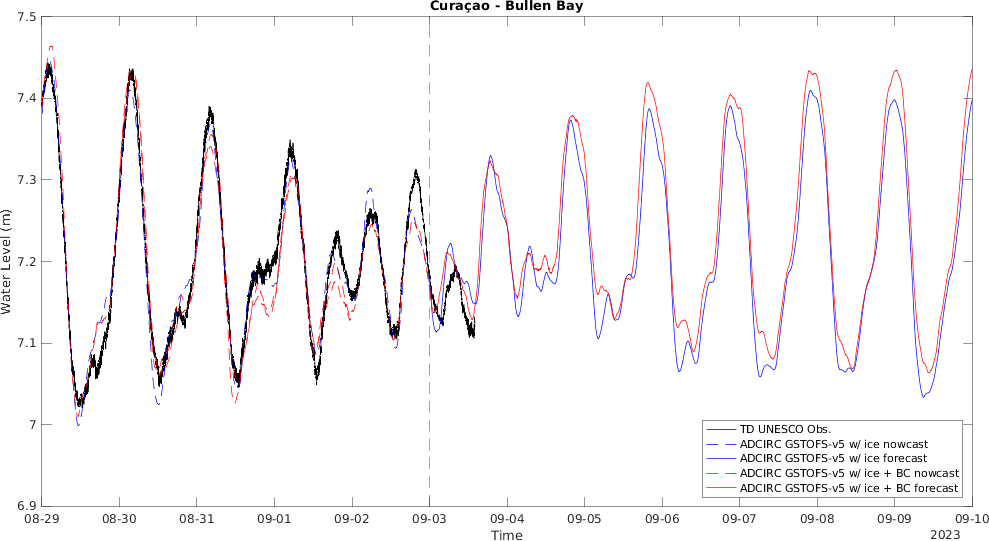 Curaçao - Bullen Bay
7.5
7.4
7.3
7.2
7.1
7
6.9
Water Level (m)
TD UNESCO Obs.
ADCIRC GSTOFS-v5 w/ ice nowcast
ADCIRC GSTOFS-v5 w/ ice forecast
ADCIRC GSTOFS-v5 w/ ice + BC nowcast
ADCIRC GSTOFS-v5 w/ ice + BC forecast
08-29 08-30 08-31 09-01 09-02 09-03 09-04 09-05 09-06 09-07 09-08 09-09 09-10
Time
2023